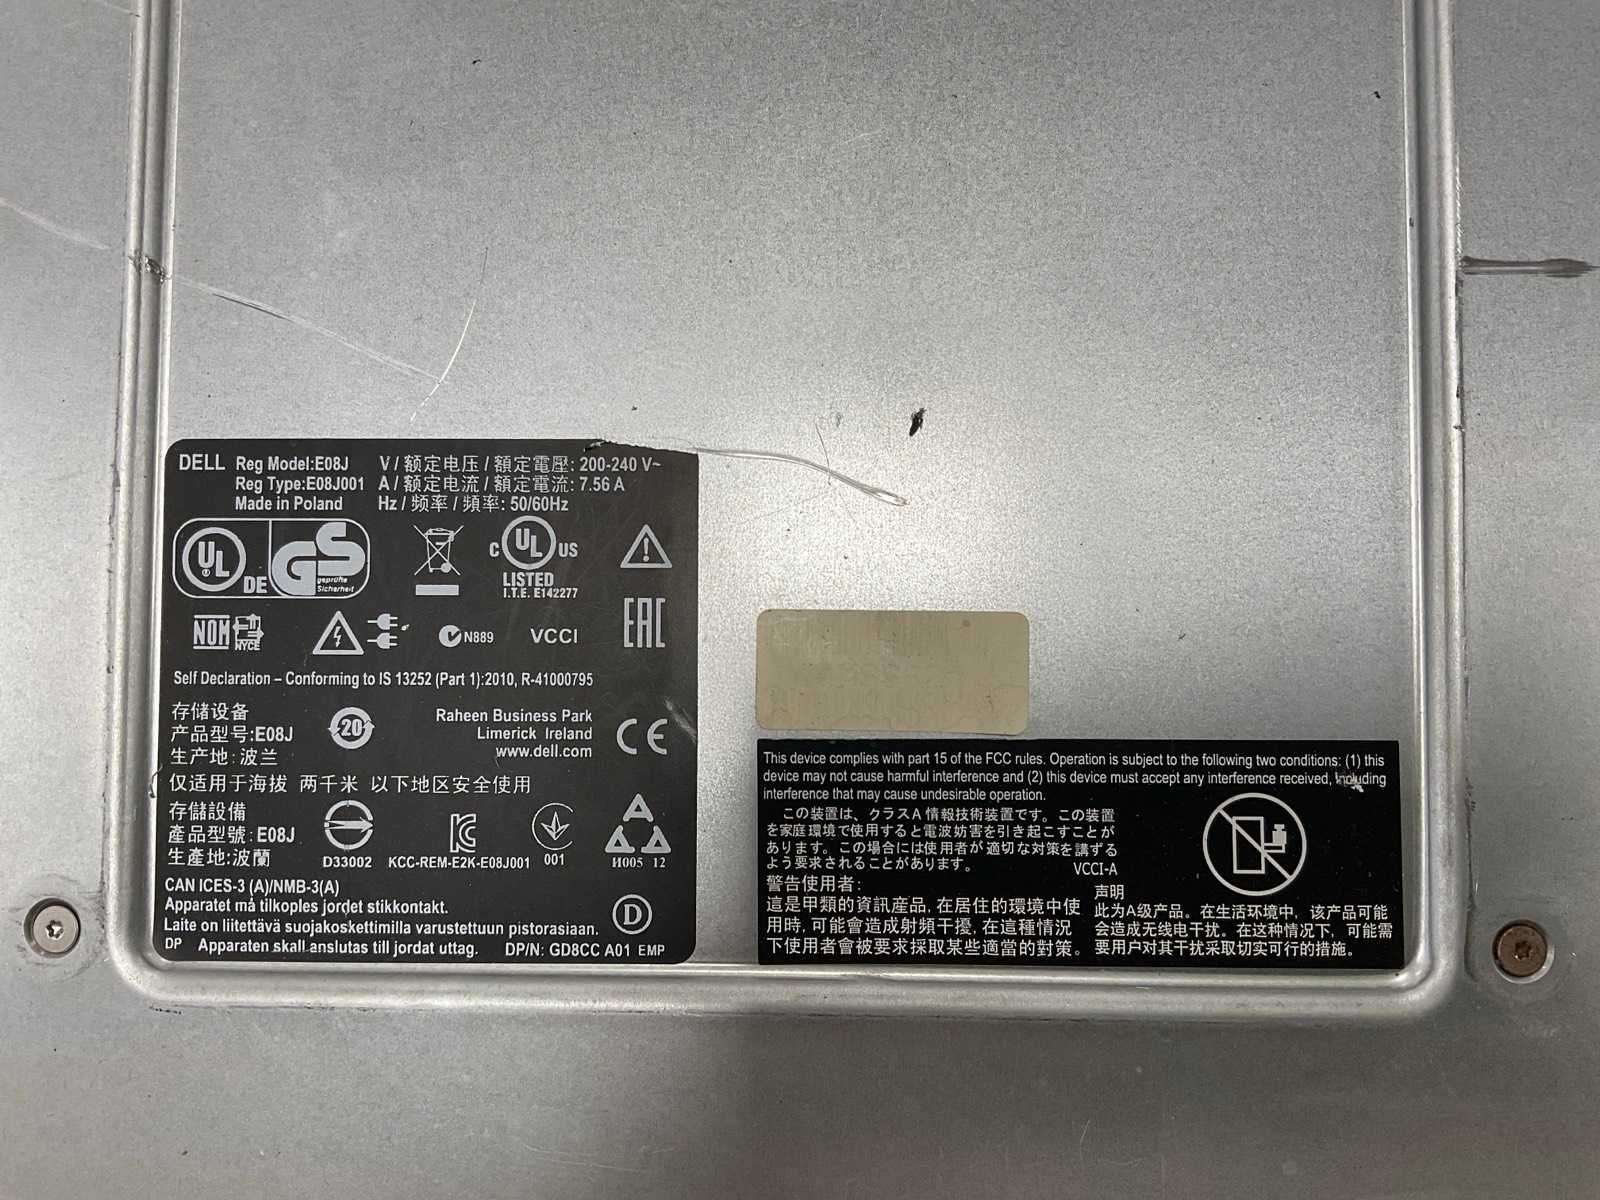 DELL Reg Model:E08J V / 额定电压 / 額定電壓: 200-240 V~
Reg Type:E08J001 A / 额定电流 / 額定電流: 7.56 A
Made in Poland Hz / 频率 / 頻率: 50/60Hz
UL DE GS geprüfte Sicherheit
C UL US
LISTED
I.T.E. E142277
NOM NYCE
N889
VCCI
EAC
Self Declaration – Conforming to IS 13252 (Part 1):2010, R-41000795
存储设备
产品型号:E08J
生产地: 波兰
20
Raheen Business Park
Limerick Ireland
www.dell.com
CE
仅适用于海拔 两千米 以下地区安全使用
存儲設備
產品型號: E08J
生產地:波蘭
D33002
KCC-REM-E2K-E08J001
001
A
И005 12
CAN ICES-3 (A)/NMB-3(A)
Apparatet må tilkoples jordet stikkontakt.
Laite on liitettävä suojakoskettimilla varustettuun pistorasiaan.
DP Apparaten skall anslutas till jordat uttag. DP/N: GD8CC A01 EMP
D
This device complies with part 15 of the FCC rules. Operation is subject to the following two conditions: (1) this
device may not cause harmful interference and (2) this device must accept any interference received, including
interference that may cause undesirable operation.
この装置は、クラスA 情報技術装置です。この装置
を家庭環境で使用すると電波妨害を引き起こすことが
あります。この場合には使用者が適切な対策を講ずる
よう要求されることがあります。
VCCI-A
警告使用者:
這是甲類的資訊産品, 在居住的環境中使
用時, 可能會造成射頻干擾, 在這種情況
下使用者會被要求採取某些適當的對策。
声明
此为A级产品。在生活环境中，该产品可能
会造成无线电干扰。在这种情况下，可能需
要用户对其干扰采取切实可行的措施。